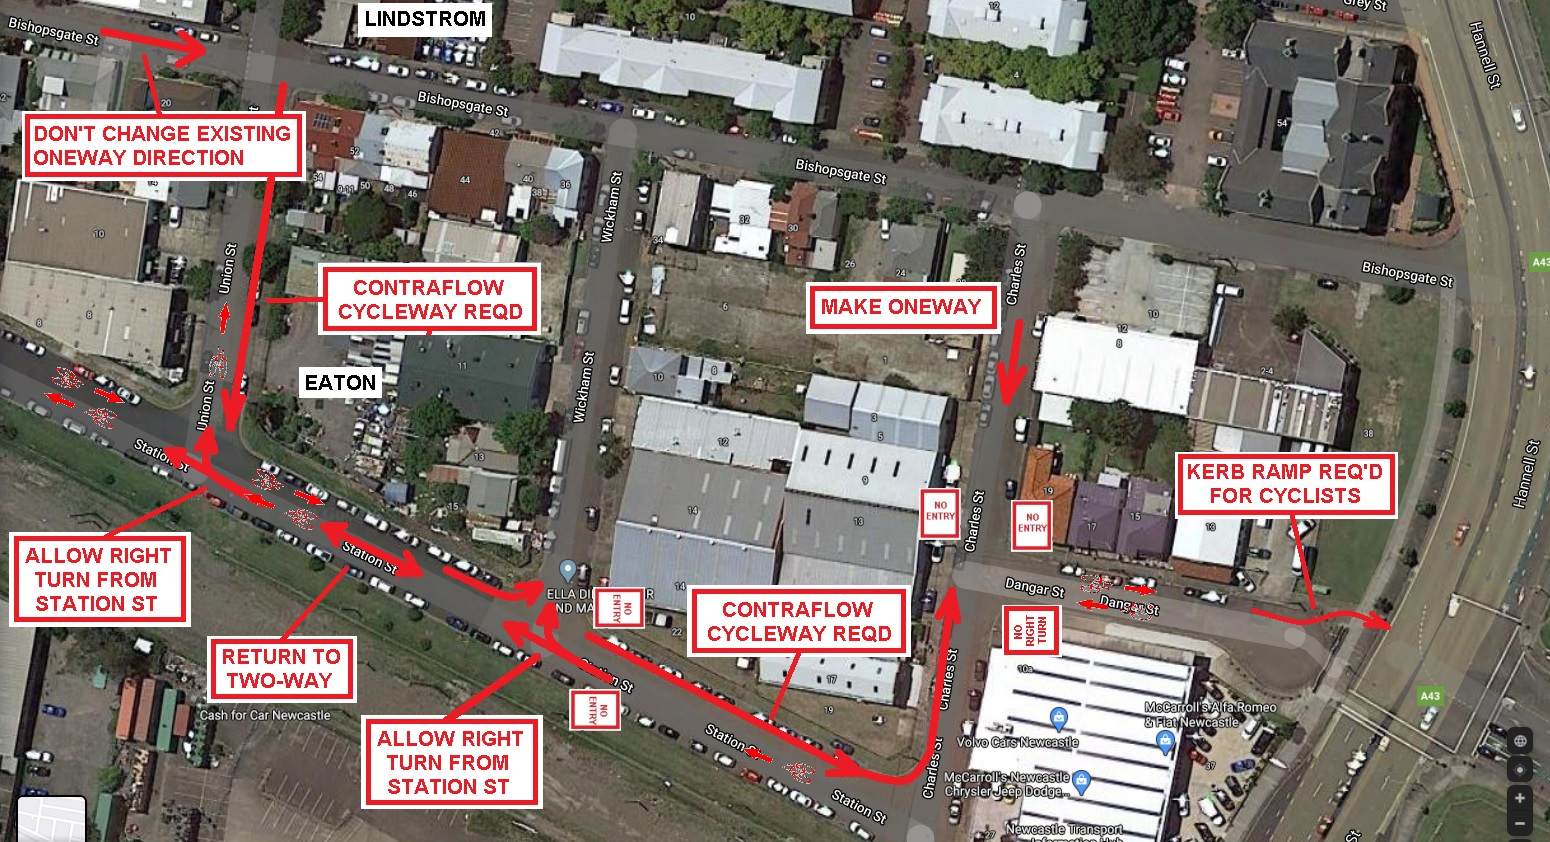 LINDSTROM
Bishopsgate St
Hannell St
DON'T CHANGE EXISTING
ONEWAY DIRECTION
Bishopsgate St
Bishopsgate St
Bishopsgate St
A43
Union St
Wickham St
Charles St
CONTRAFLOW
CYCLEWAY REQD
MAKE ONEWAY
EATON
Union St
Wickham St
Station St
KERB RAMP REQ'D
FOR CYCLISTS
Hannell St
NO
ENTRY
NO
ENTRY
Charles St
ALLOW RIGHT
TURN FROM
STATION ST
Station St
NO
ENTRY
CONTRAFLOW
CYCLEWAY REQD
Dangar St
Dangar St
NO
RIGHT
TURN
RETURN TO
TWO-WAY
Station St
NO
ENTRY
Charles St
Cash for Car Newcastle
ALLOW RIGHT
TURN FROM
STATION ST
Station St
A43
McCarroll's Alfa Romeo
& Fiat Newcastle
Volvo Cars Newcastle
McCarroll's Newcastle
Chrysler Jeep Dodge...
Charles St
Station St
Newcastle Transport
Information Hub